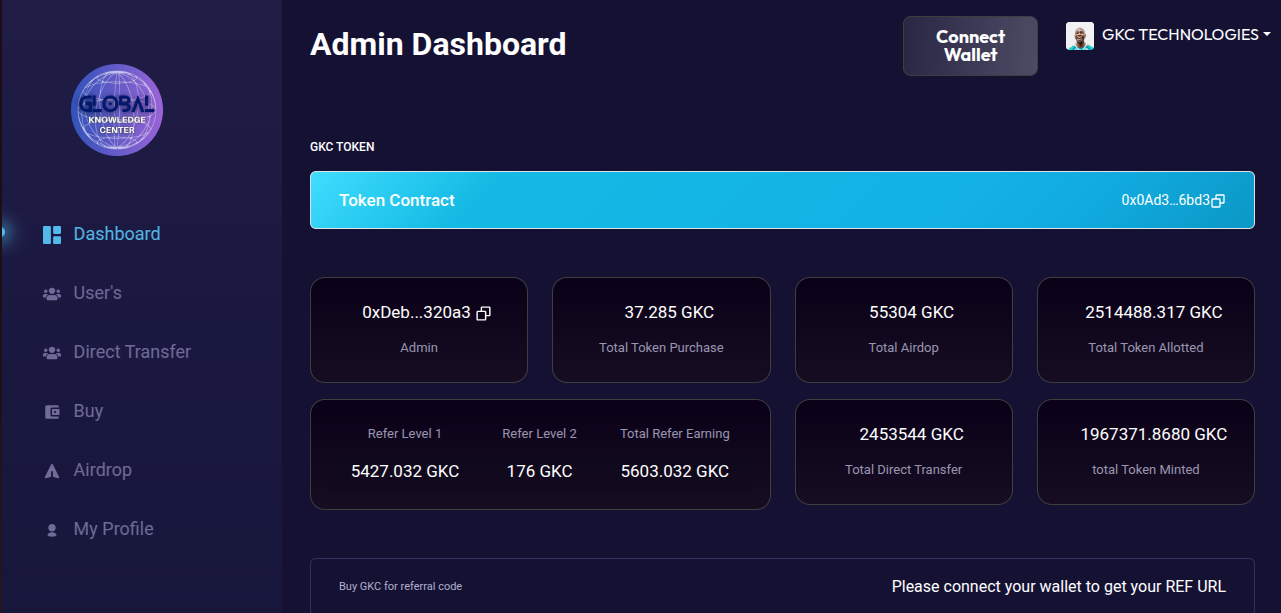 GLOBAL
KNOWLEDGE
CENTER
Dashboard
User's
Direct Transfer
Buy
Airdrop
My Profile
Admin Dashboard
Connect
Wallet
GKC TECHNOLOGIES
GKC TOKEN
Token Contract
0x0Ad3...6bd3
0xDeb...320a3
Admin
37.285 GKC
Total Token Purchase
55304 GKC
Total Airdop
2514488.317 GKC
Total Token Allotted
Refer Level 1
5427.032 GKC
Refer Level 2
176 GKC
Total Refer Earning
5603.032 GKC
2453544 GKC
Total Direct Transfer
1967371.8680 GKC
total Token Minted
Buy GKC for referral code
Please connect your wallet to get your REF URL